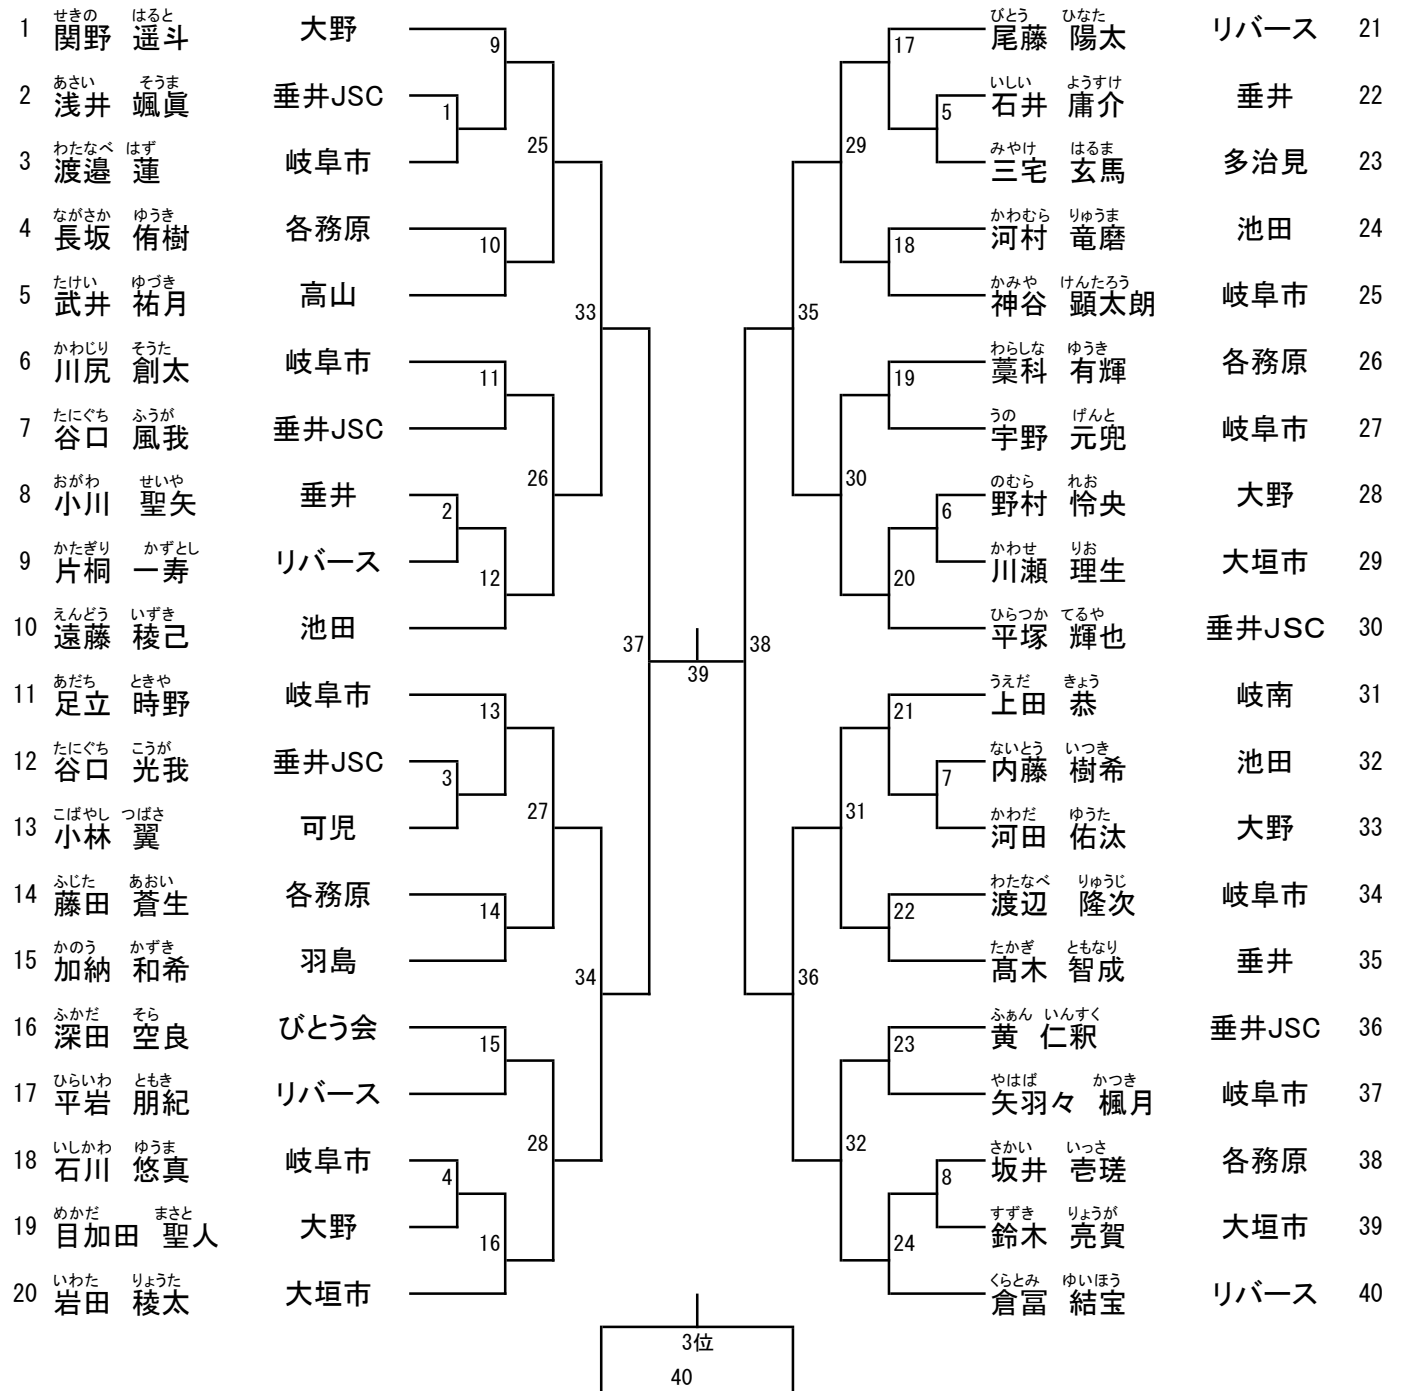 せきの はると
1 関野 遥斗 大野
あさい そうま
2 浅井 颯眞 垂井JSC
わたなべ はず
3 渡邉 蓮 岐阜市
ながさか ゆうき
4 長坂 侑樹 各務原
たけい ゆづき
5 武井 祐月 高山
かわじり そうた
6 川尻 創太 岐阜市
たにぐち ふうが
7 谷口 風我 垂井JSC
おがわ せいや
8 小川 聖矢 垂井
かたぎり かずとし
9 片桐 一寿 リバース
えんどう いずき
10 遠藤 稜己 池田
あだち ときや
11 足立 時野 岐阜市
たにぐち こうが
12 谷口 光我 垂井JSC
こばやし つばさ
13 小林 翼 可児
ふじた あおい
14 藤田 蒼生 各務原
かのう かずき
15 加納 和希 羽島
ふかだ そら
16 深田 空良 びとう会
ひらいわ ともき
17 平岩 朋紀 リバース
いしかわ ゆうま
18 石川 悠真 岐阜市
めかだ まさと
19 目加田 聖人 大野
いわた りょうた
20 岩田 稜太 大垣市
1
2
3
4
9
10
11
12
13
14
15
16
25
26
27
28
33
34
37
39
38
35
36
29
30
31
32
17
18
19
20
21
22
23
24
5
6
7
8
びとう ひなた
尾藤 陽太 リバース 21
いしい ようすけ
石井 庸介 垂井 22
みやけ はるま
三宅 玄馬 多治見 23
かわむら りゅうま
河村 竜磨 池田 24
かみや けんたろう
神谷 顕太朗 岐阜市 25
わらしな ゆうき
藁科 有輝 各務原 26
うの げんと
宇野 元兜 岐阜市 27
のむら れお
野村 怜央 大野 28
かわせ りお
川瀬 理生 大垣市 29
ひらつか てるや
平塚 輝也 垂井JSC 30
うえだ きょう
上田 恭 岐南 31
ないとう いつき
内藤 樹希 池田 32
かわだ ゆうた
河田 佑汰 大野 33
わたなべ りゅうじ
渡辺 隆次 岐阜市 34
たかぎ ともなり
髙木 智成 垂井 35
ふぁん いんすく
黄 仁釈 垂井JSC 36
やはば かつき
矢羽々 楓月 岐阜市 37
さかい いっさ
坂井 壱瑳 各務原 38
すずき りょうが
鈴木 亮賀 大垣市 39
くらとみ ゆいほう
倉冨 結宝 リバース 40
3位
40